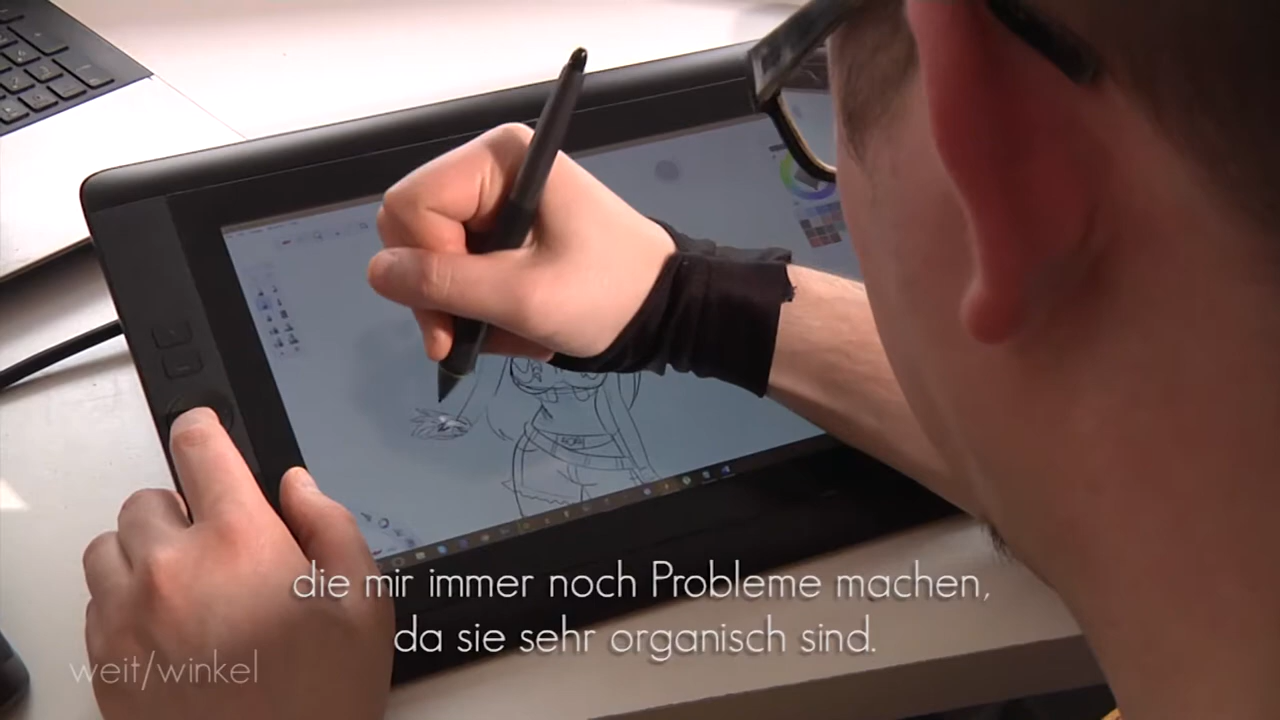 die mir immer noch Probleme machen,
da sie sehr organisch sind.
weit/winkel